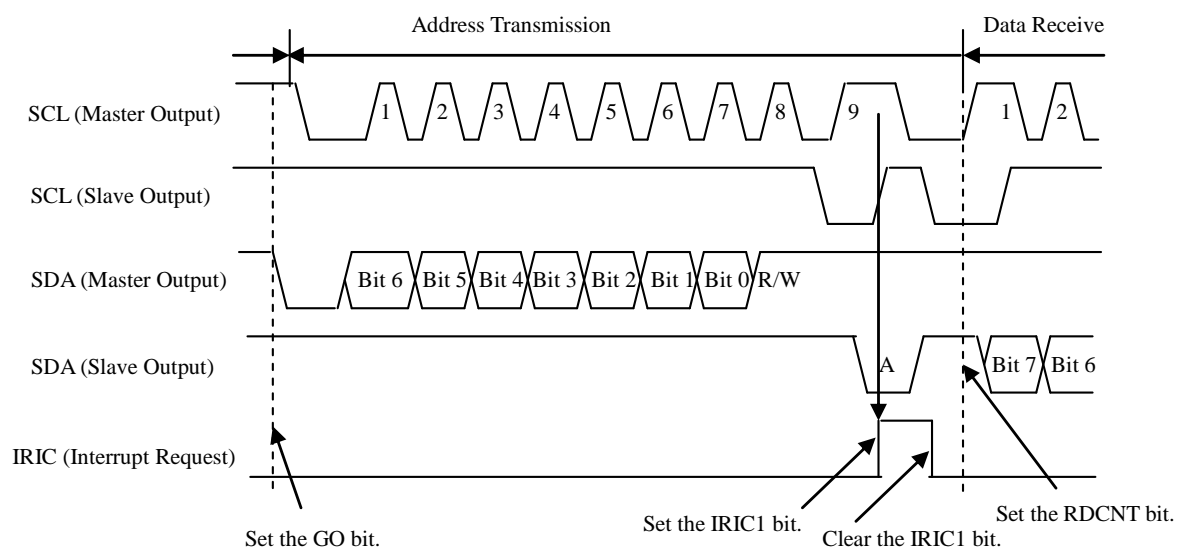 Address Transmission Data Receive
SCL (Master Output) 1 2 3 4 5 6 7 8 9 1 2
SCL (Slave Output)
SDA (Master Output) Bit 6 Bit 5 Bit 4 Bit 3 Bit 2 Bit 1 Bit 0 R/W
SDA (Slave Output) A Bit 7 Bit 6
IRIC (Interrupt Request)
Set the GO bit. Set the IRIC1 bit. Clear the IRIC1 bit. Set the RDCNT bit.